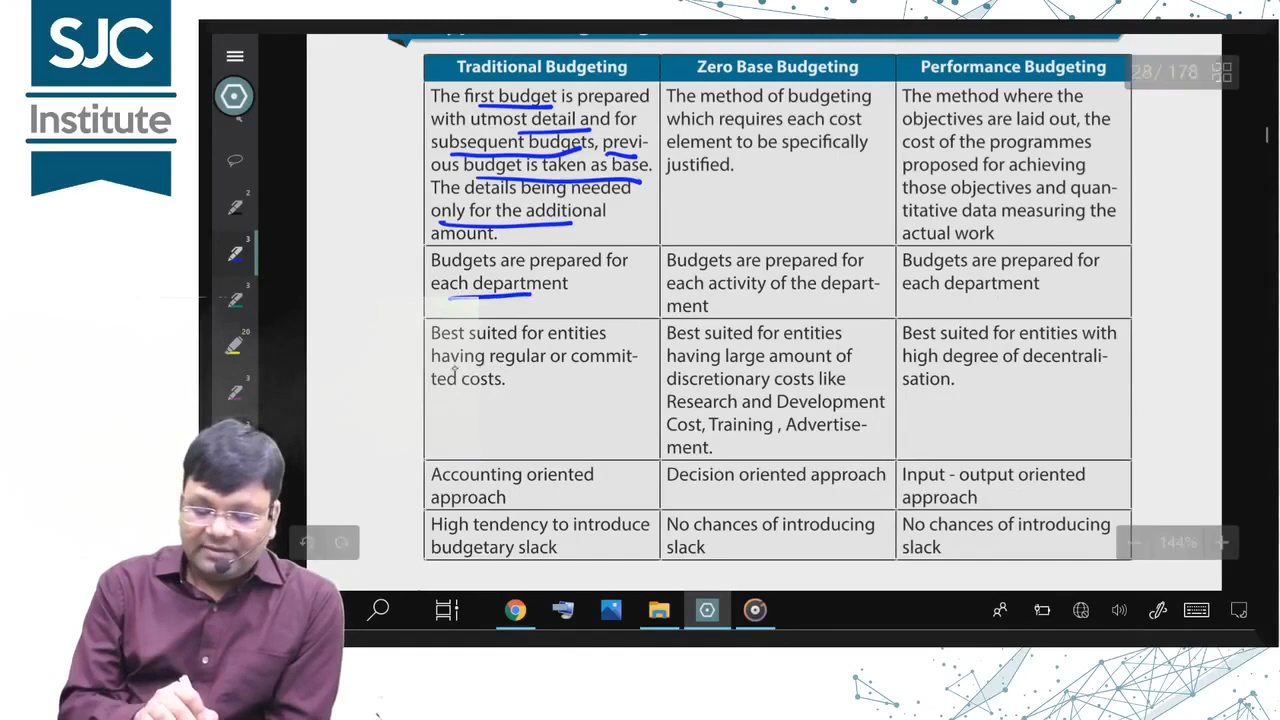 SJC
Institute
Traditional Budgeting
Zero Base Budgeting
Performance Budgeting
28 / 178
The first budget is prepared
with utmost detail and for
subsequent budgets, previ-
ous budget is taken as base.
The details being needed
only for the additional
amount.
The method of budgeting
which requires each cost
element to be specifically
justified.
The method where the
objectives are laid out, the
cost of the programmes
proposed for achieving
those objectives and quan-
titative data measuring the
actual work
Budgets are prepared for
each department
Budgets are prepared for
each activity of the depart-
ment
Budgets are prepared for
each department
Best suited for entities
having regular or commit-
ted costs.
Best suited for entities
having large amount of
discretionary costs like
Research and Development
Cost, Training , Advertise-
ment.
Best suited for entities with
high degree of decentrali-
sation.
Accounting oriented
approach
Decision oriented approach
Input - output oriented
approach
High tendency to introduce
budgetary slack
No chances of introducing
slack
No chances of introducing
slack
144%
2
3
3
20
3